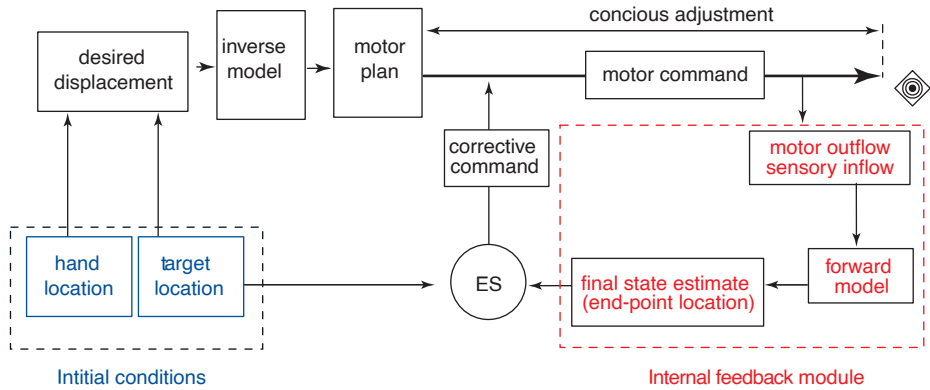 concious adjustment
desired
displacement
inverse
model
motor
plan
motor command
corrective
command
motor outflow
sensory inflow
hand
location
target
location
ES
final state estimate
(end-point location)
forward
model
Intitial conditions
Internal feedback module